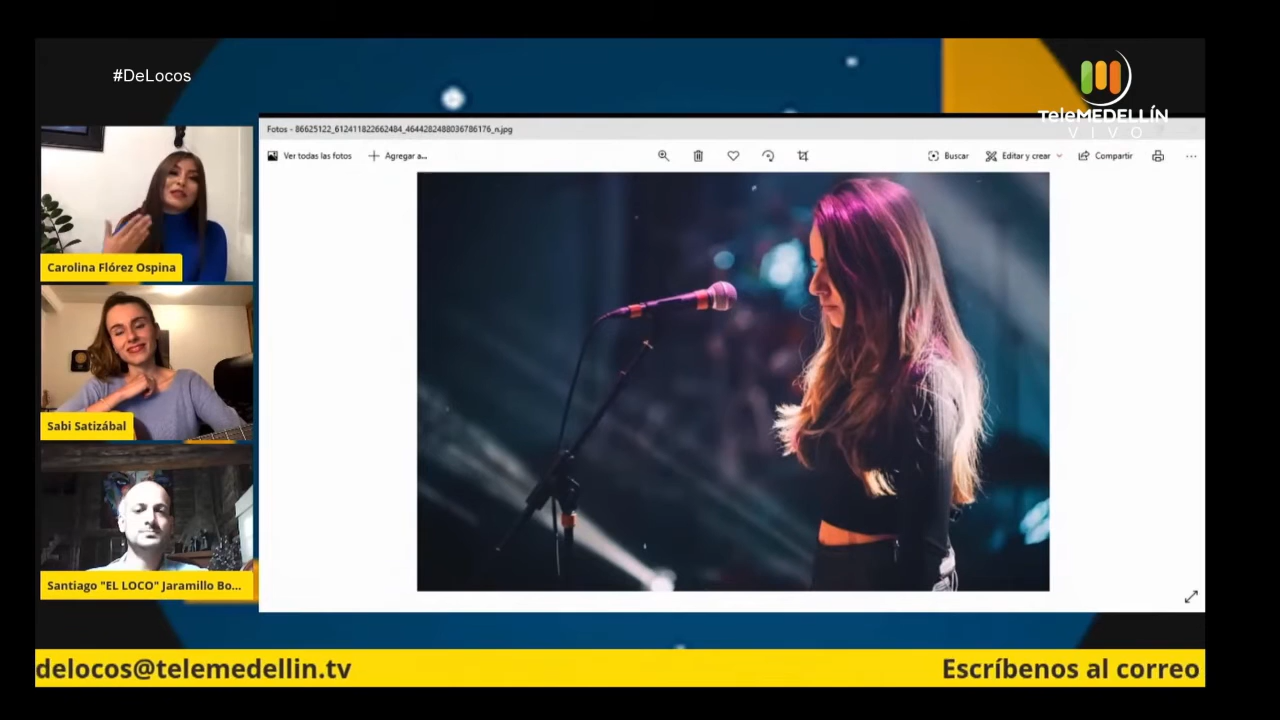 #DeLocos
TeleMEDELLÍN
VIVO
Fotos - 86625122_612411822662484_4644282488036786176_n.jpg
Ver todas las fotos
Agregar a...
Buscar
Editar y crear
Compartir
Carolina Flórez Ospina
Sabi Satizábal
Santiago "EL LOCO" Jaramillo Bo...
delocos@telemedellin.tv
Escríbenos al correo